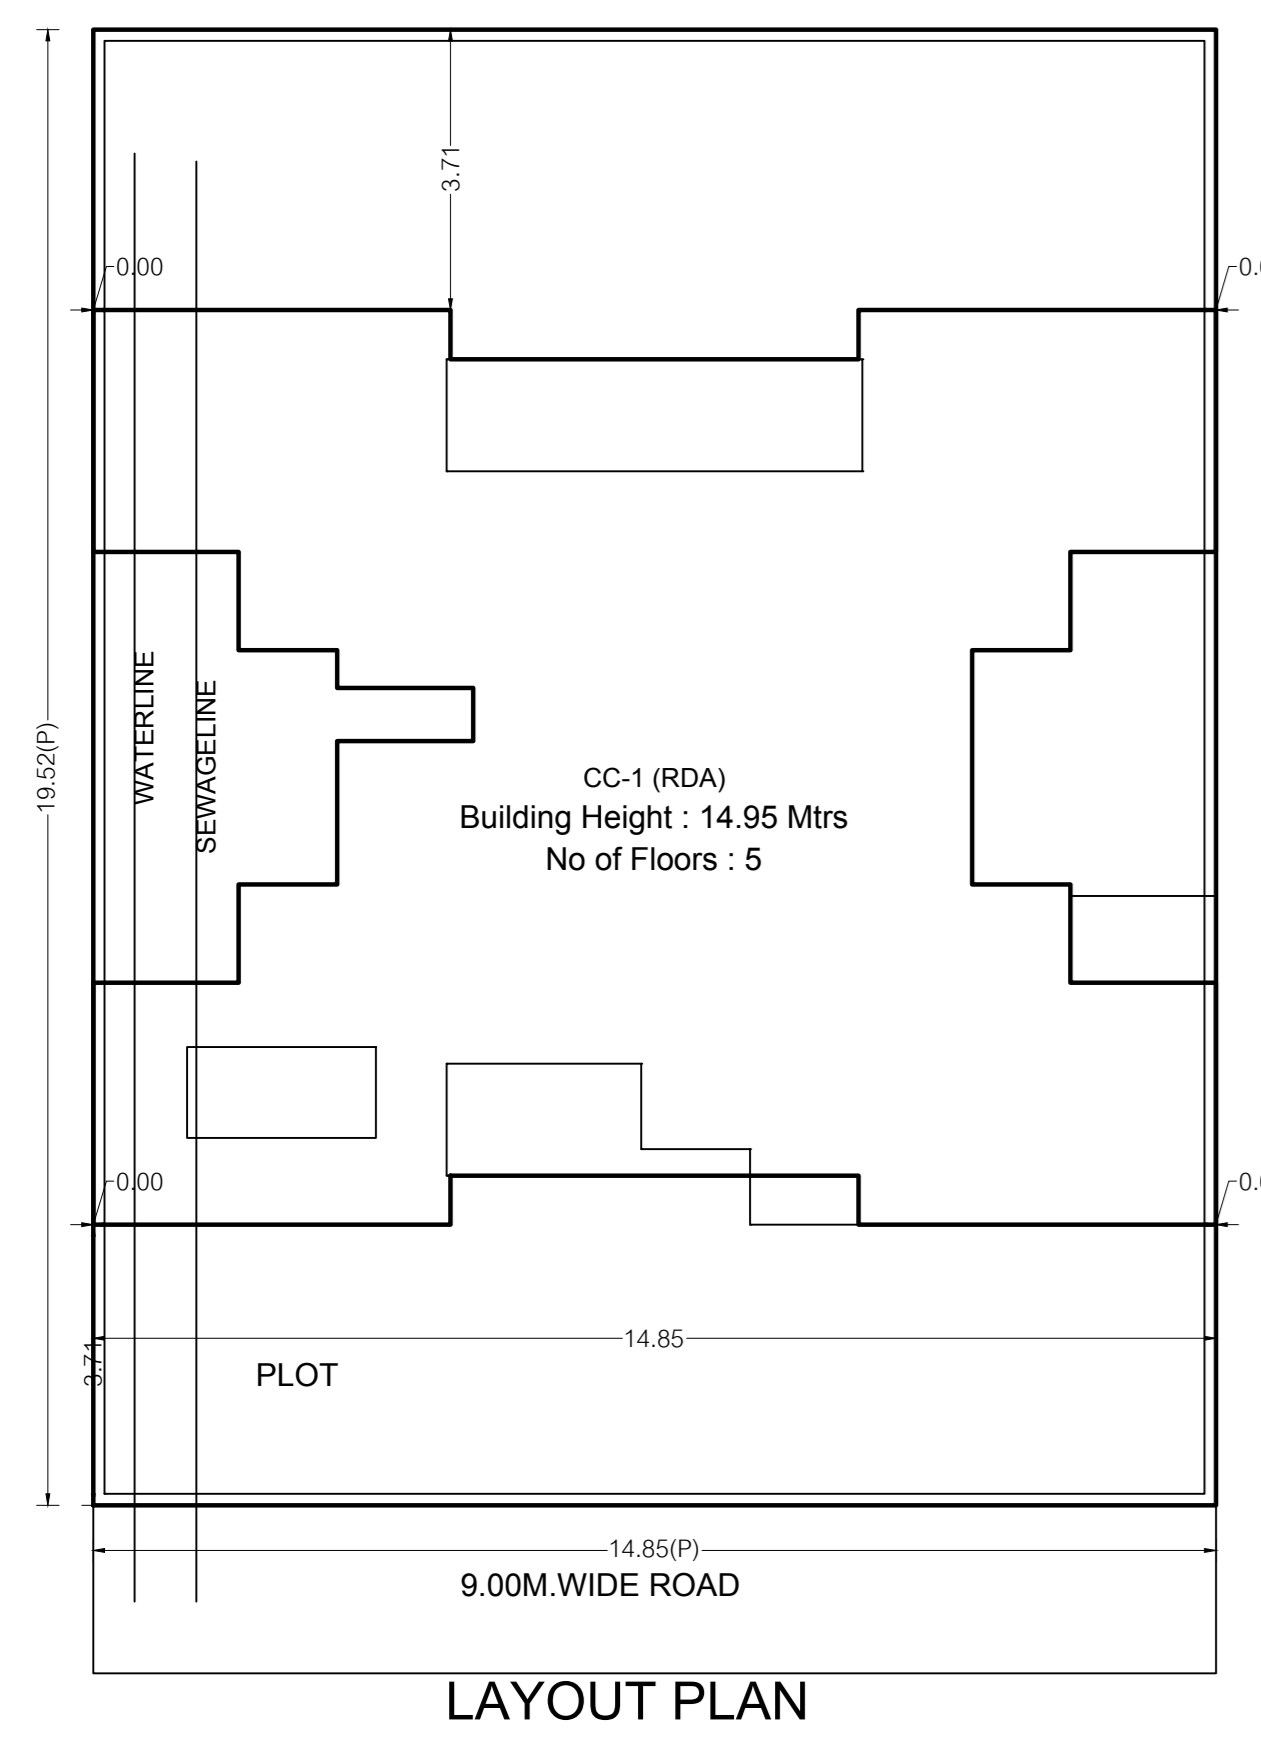 3.71
0.00
WATERLINE
SEWAGELINE
19.52(P)
CC-1 (RDA)
Building Height : 14.95 Mtrs
No of Floors : 5
0.00
14.85
3.71
PLOT
14.85(P)
9.00M.WIDE ROAD
LAYOUT PLAN